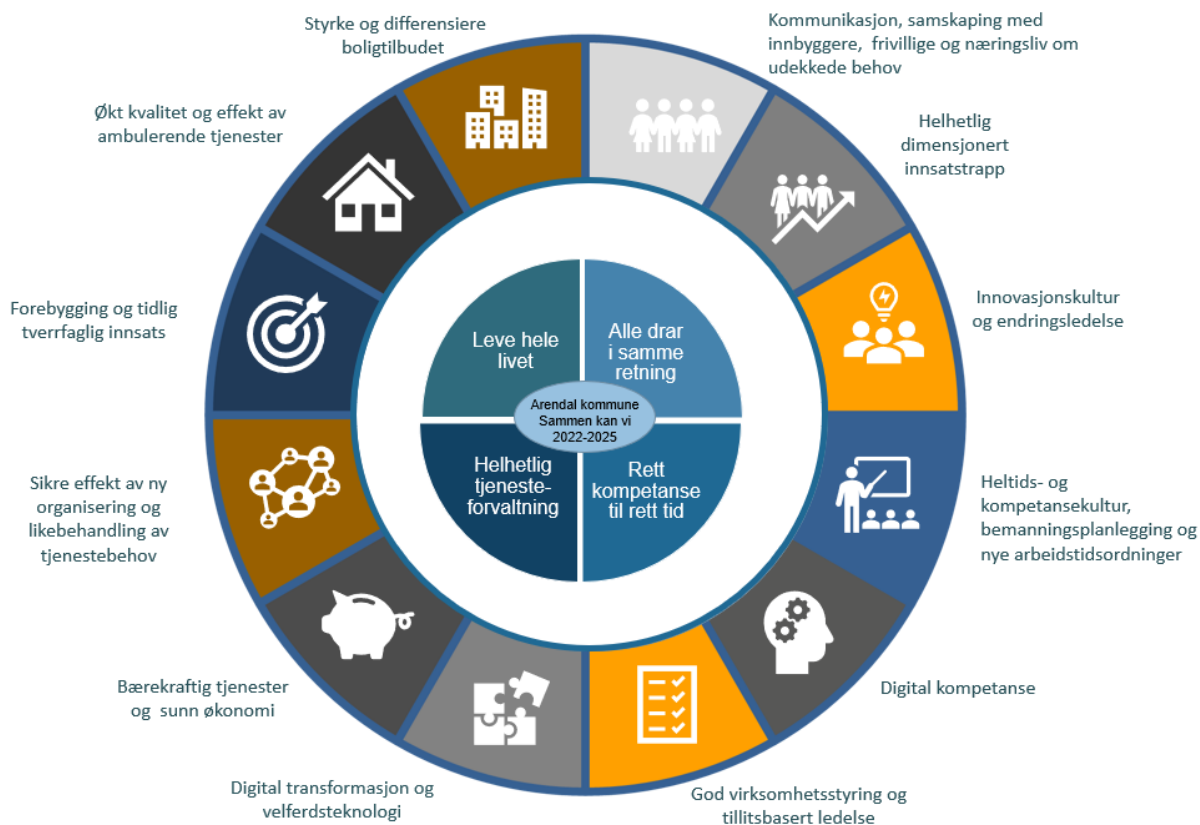 Styrke og differensiere
boligtilbudet
Kommunikasjon, samskaping med
innbyggere, frivillige og næringsliv om
udekkede behov
Økt kvalitet og effekt av
ambulerende tjenester
Helhetlig
dimensjonert
innsatstrapp
Forebygging og tidlig
tverrfaglig innsats
Innovasjonskultur
og endringsledelse
Leve hele
livet
Alle drar
i samme
retning
Arendal kommune
Sammen kan vi
2022-2025
Helhetlig
tjeneste-
forvaltning
Rett
kompetanse
til rett tid
Sikre effekt av ny
organisering og
likebehandling av
tjenestebehov
Heltids- og
kompetansekultur,
bemanningsplanlegging og
nye arbeidstidsordninger
Bærekraftig tjenester
og sunn økonomi
Digital kompetanse
Digital transformasjon og
velferdsteknologi
God virksomhetsstyring og
tillitsbasert ledelse